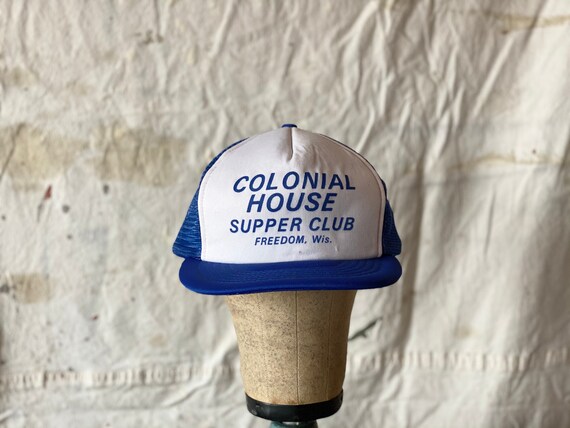 COLONIAL
HOUSE
SUPPER CLUB
FREEDOM, Wis.